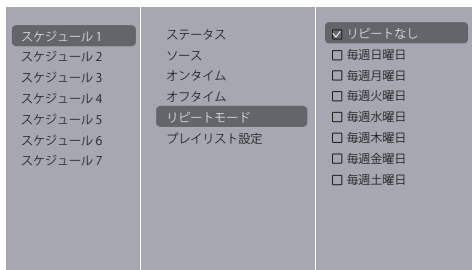 スケジュール 1
スケジュール 2
スケジュール 3
スケジュール 4
スケジュール 5
スケジュール 6
スケジュール 7
ステータス
ソース
オンタイム
オフタイム
リピートモード
プレイリスト設定
リピートなし
毎週日曜日
毎週月曜日
毎週火曜日
毎週水曜日
毎週木曜日
毎週金曜日
毎週土曜日